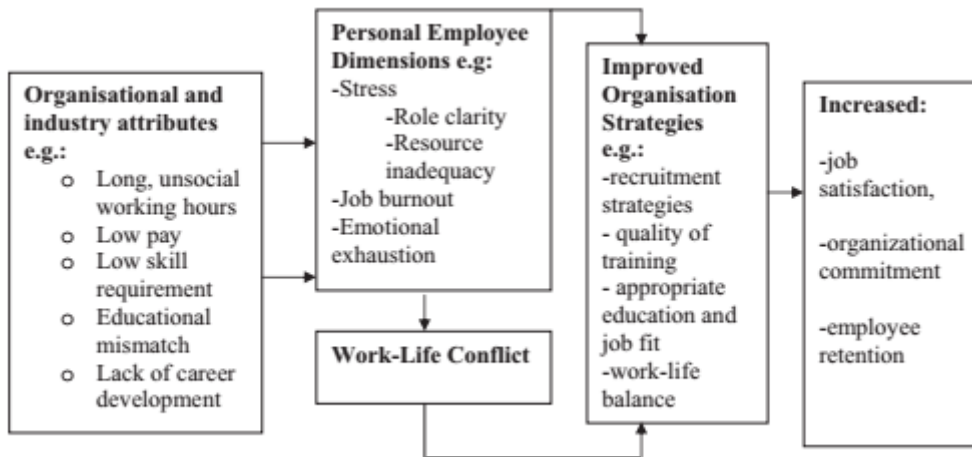 Organisational and
industry attributes
e.g.:
o Long, unsocial
working hours
o Low pay
o Low skill
requirement
o Educational
mismatch
o Lack of career
development
Personal Employee
Dimensions e.g:
-Stress
-Role clarity
-Resource
inadequacy
-Job burnout
-Emotional
exhaustion
Work-Life Conflict
Improved
Organisation
Strategies
e.g.:
-recruitment
strategies
- quality of
training
- appropriate
education and
job fit
-work-life
balance
Increased:
-job
satisfaction,
-organizational
commitment
-employee
retention